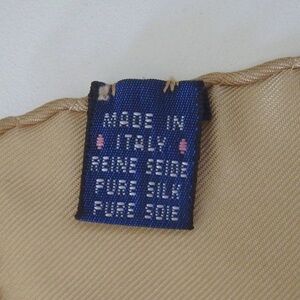 MADE IN
ITALY
REINE SEIDE
PURE SILK
PURE SOIE